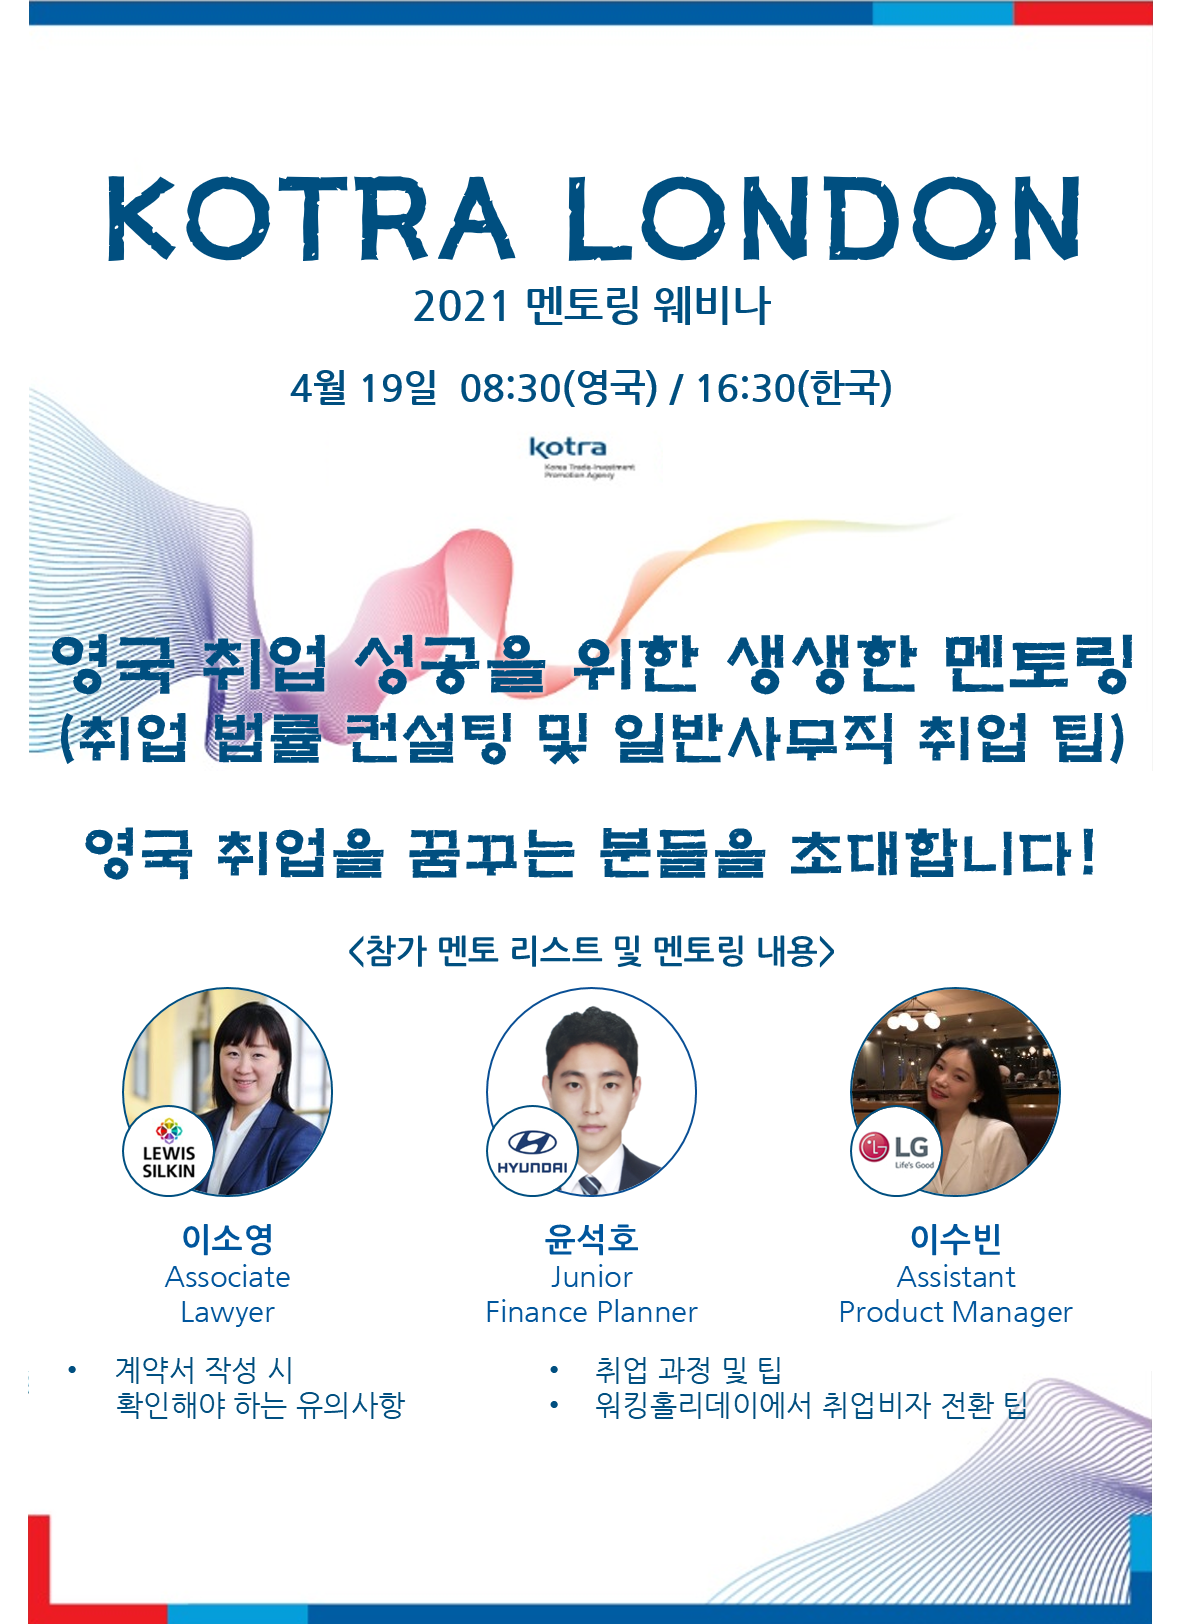 KOTRA LONDON
2021 멘토링 웨비나
4월 19일 08:30(영국) / 16:30(한국)
kotra
Korea Trade-Investment
Promotion Agency
영국 취업 성공을 위한 생생한 멘토링
(취업 법률 컨설팅 및 일반사무직 취업 팁)
영국 취업을 꿈꾸는 분들을 초대합니다!
<참가 멘토 리스트 및 멘토링 내용>
LEWIS
SILKIN
HYUNDAI
LG
Life's Good
이소영
Associate
Lawyer
윤석호
Junior
Finance Planner
이수빈
Assistant
Product Manager
• 계약서 작성 시
확인해야 하는 유의사항
• 취업 과정 및 팁
• 워킹홀리데이에서 취업비자 전환 팁